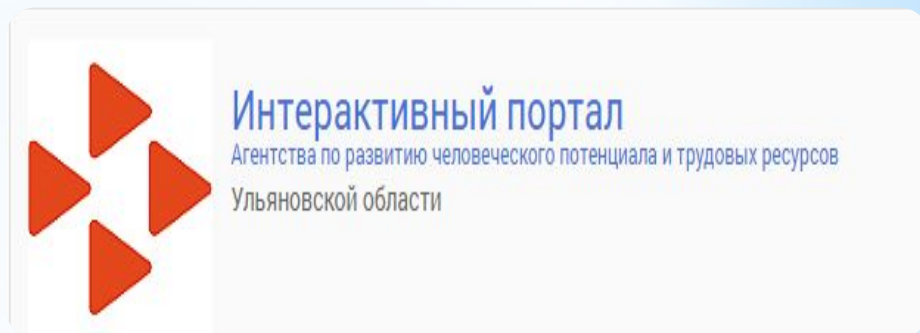 Интерактивный портал
Агентства по развитию человеческого потенциала и трудовых ресурсов
Ульяновской области